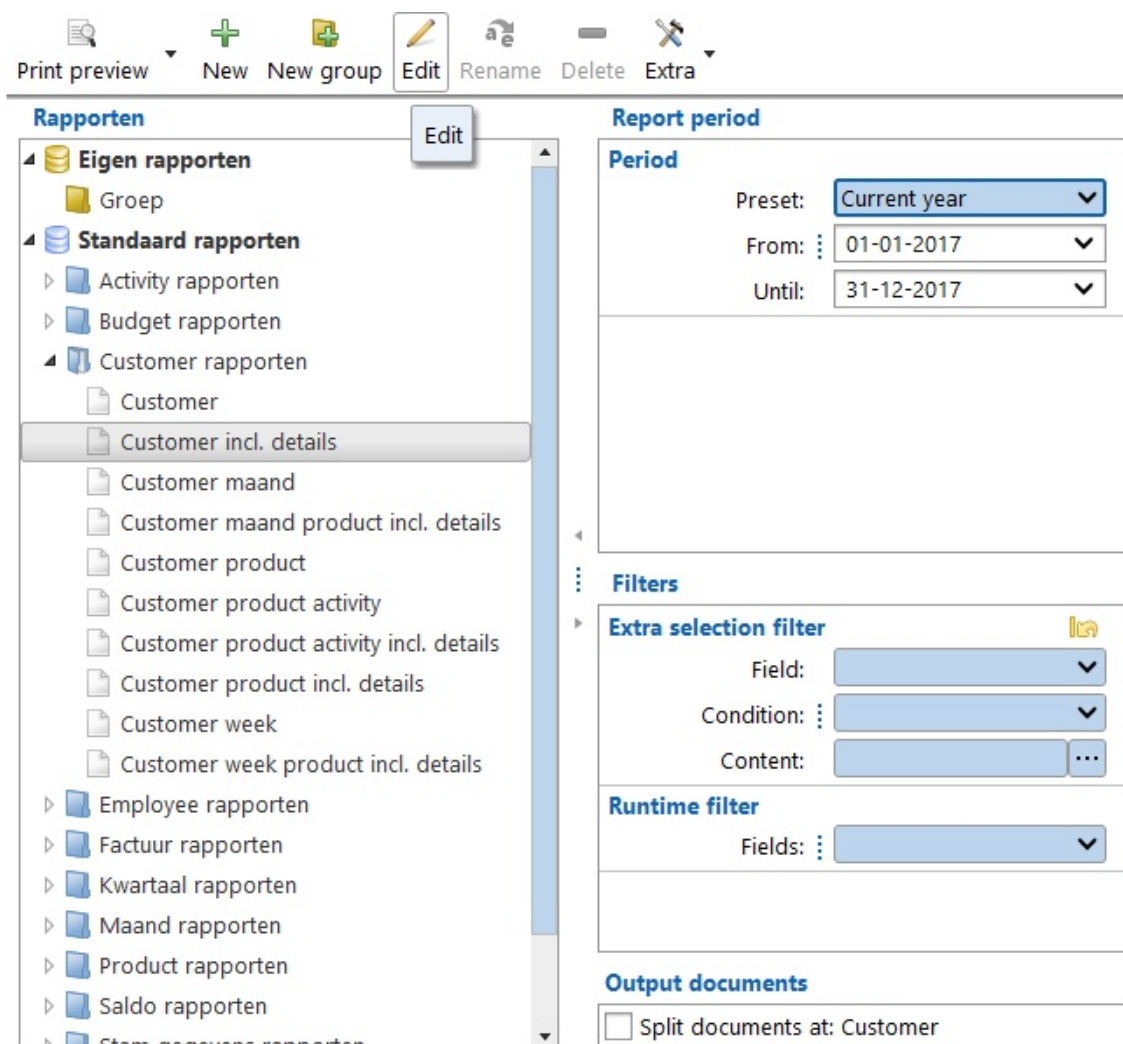 Print preview New New group Edit Rename Delete Extra
Edit
Rapporten
Eigen rapporten
Groep
Standaard rapporten
Activity rapporten
Budget rapporten
Customer rapporten
Customer
Customer incl. details
Customer maand
Customer maand product incl. details
Customer product
Customer product activity
Customer product activity incl. details
Customer product incl. details
Customer week
Customer week product incl. details
Employee rapporten
Factuur rapporten
Kwartaal rapporten
Maand rapporten
Product rapporten
Saldo rapporten
Stam gegevens rapporten
Report period
Period
Preset: Current year
From: 01-01-2017
Until: 31-12-2017
Filters
Extra selection filter
Field:
Condition:
Content: ...
Runtime filter
Fields:
Output documents
Split documents at: Customer